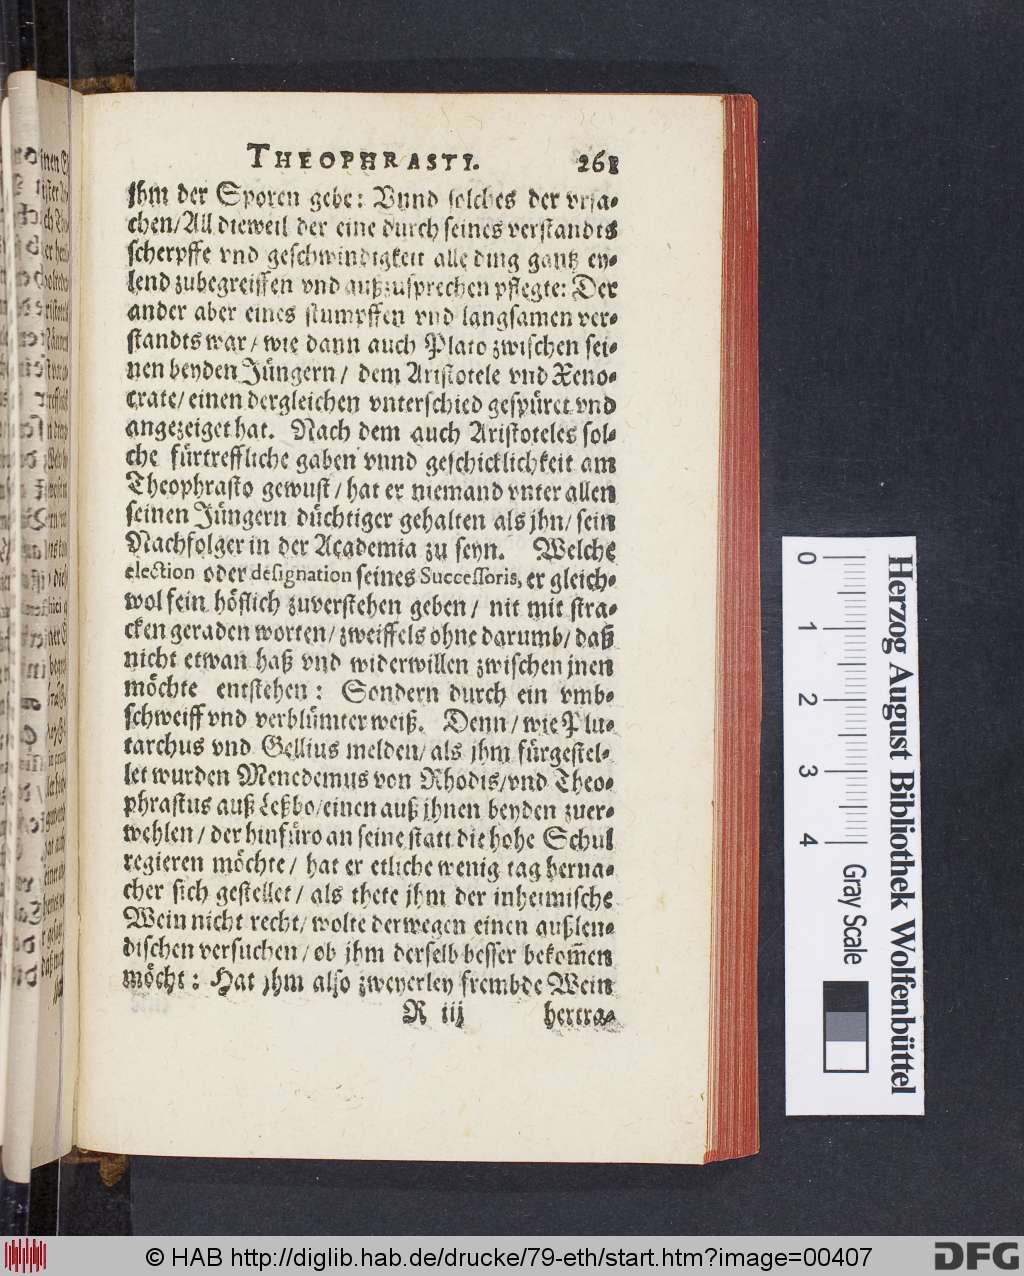 THEOPHRASTI. 261
jhm der Sporen gebe: Vnnd solches der vrsa-
chen/ All dieweil der eine durch seines verstandts
scherpffe vnd geschwindigkeit alle ding gantz ey-
lend zubegreiffen vnd außzusprechen pflegte: Der
ander aber eines stumpffen vnd langsamen ver-
standts war/ wie dann auch Plato zwischen sei-
nen beyden Jüngern/ dem Aristotele vnd Xeno-
crate/ einen dergleichen vnterschied gespüret vnd
angezeiget hat. Nach dem auch Aristoteles sol-
che fürtreffliche gaben vnnd geschicklichkeit am
Theophrasto gewust/ hat er niemand vnter allen
seinen Jüngern düchtiger gehalten als jhn/ sein
Nachfolger in der Academia zu seyn. Welche
election oder designation seines Successoris, er gleich-
wol fein höflich zuverstehen geben/ nit mit stra-
cken geraden worten/ zweiffels ohne darumb/ daß
nicht etwan haß vnd widerwillen zwischen jnen
möchte entstehen: Sondern durch ein vmb-
schweiff vnd verblümter weiß. Denn/ wie Plu-
tarchus vnd Gellius melden/ als jhm fürgestel-
let wurden Menedemus von Rhodis/ vnd Theo-
phrastus auß Leßbo/ einen auß jhnen beyden zuer-
wehlen/ der hinfüro an seine statt die hohe Schul
regieren möchte/ hat er etliche wenig tag herna-
cher sich gestellet/ als thete jhm der inheimische
Wein nicht recht/ wolte derwegen einen außlen-
dischen versuchen/ ob jhm derselb besser bekom̃en
möcht: Hat jhm also zweyerley frembde Wein
R iij hertra-
0 1 2 3 4
Gray Scale
Herzog August Bibliothek Wolfenbüttel
© HAB http://diglib.hab.de/drucke/79-eth/start.htm?image=00407
DFG